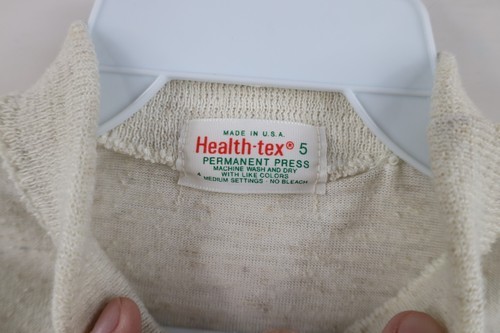 MADE IN U.S.A.
Health-tex® 5
PERMANENT PRESS
MACHINE WASH AND DRY
WITH LIKE COLORS
MEDIUM SETTINGS · NO BLEACH